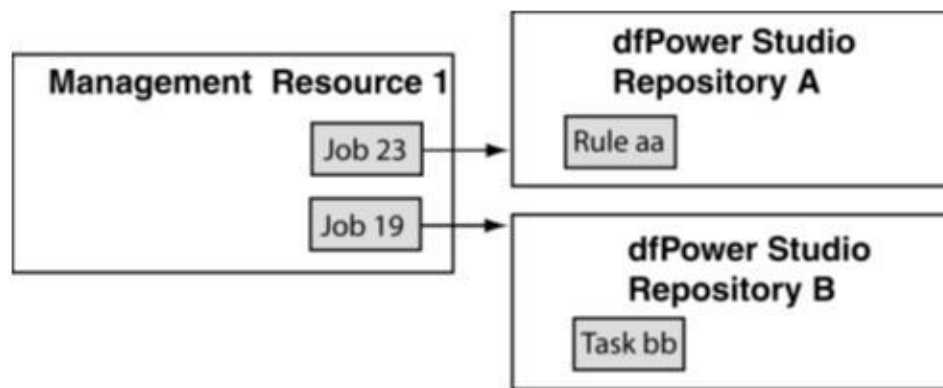 Management Resource 1
Job 23
Job 19
dfPower Studio
Repository A
Rule aa
dfPower Studio
Repository B
Task bb